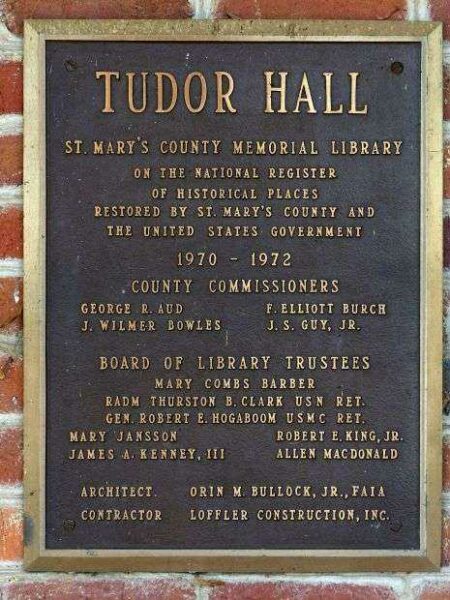 TUDOR HALL
ST. MARY'S COUNTY MEMORIAL LIBRARY
ON THE NATIONAL REGISTER
OF HISTORICAL PLACES
RESTORED BY ST. MARY'S COUNTY AND
THE UNITED STATES GOVERNMENT
1970 - 1972
COUNTY COMMISSIONERS
GEORGE R. AUD F. ELLIOTT BURCH
J. WILMER BOWLES J. S. GUY, JR.
BOARD OF LIBRARY TRUSTEES
MARY COMBS BARBER
RADM THURSTON B. CLARK USN RET.
GEN. ROBERT E. HOGABOOM USMC RET.
MARY JANSSON ROBERT E. KING, JR.
JAMES A. KENNEY, III ALLEN MACDONALD
ARCHITECT. ORIN M. BULLOCK, JR., FAIA
CONTRACTOR LOFFLER CONSTRUCTION, INC.